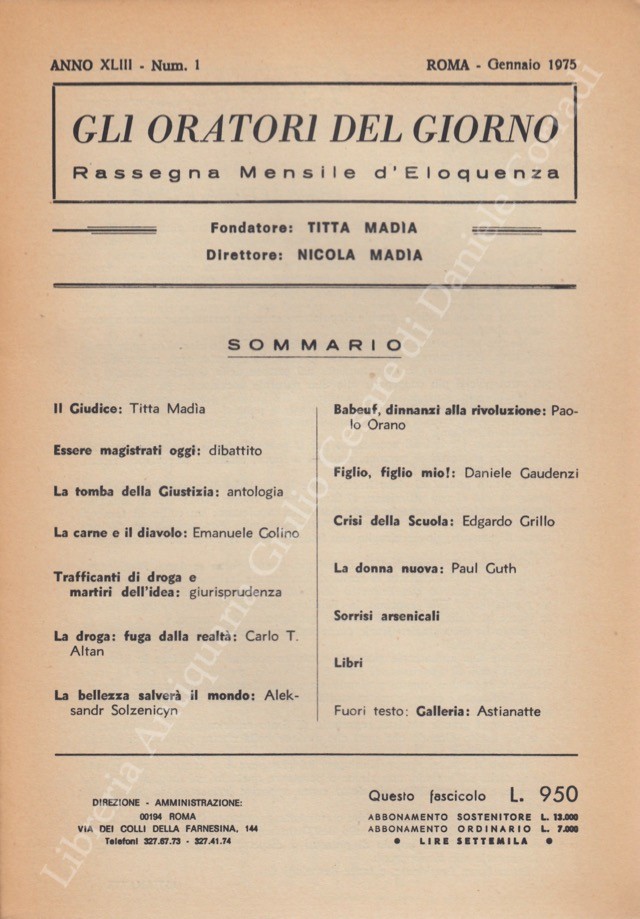 ANNO XLIII - Num. 1
ROMA - Gennaio 1975
GLI ORATORI DEL GIORNO
Rassegna Mensile d'Eloquenza
Fondatore: TITTA MADÌA
Direttore: NICOLA MADÌA
SOMMARIO
Il Giudice: Titta Madìa
Essere magistrati oggi: dibattito
La tomba della Giustizia: antologia
La carne e il diavolo: Emanuele Colino
Trafficanti di droga e
martiri dell'idea: giurisprudenza
La droga: fuga dalla realtà: Carlo T.
Altan
La bellezza salverà il mondo: Alek-
sandr Solzenicyn
Babeuf, dinnanzi alla rivoluzione: Pao-
lo Orano
Figlio, figlio mio!: Daniele Gaudenzi
Crisi della Scuola: Edgardo Grillo
La donna nuova: Paul Guth
Sorrisi arsenicali
Libri
Fuori testo: Galleria: Astianatte
DIREZIONE - AMMINISTRAZIONE:
00194 ROMA
VIA DEI COLLI DELLA FARNESINA, 144
Telefoni 327.67.73 - 327.41.74
Questo fascicolo L. 950
ABBONAMENTO SOSTENITORE L. 13.000
ABBONAMENTO ORDINARIO L. 7.000
• LIRE SETTEMILA •
Libreria Antiquaria Giulio Cesare di Daniele Corradi